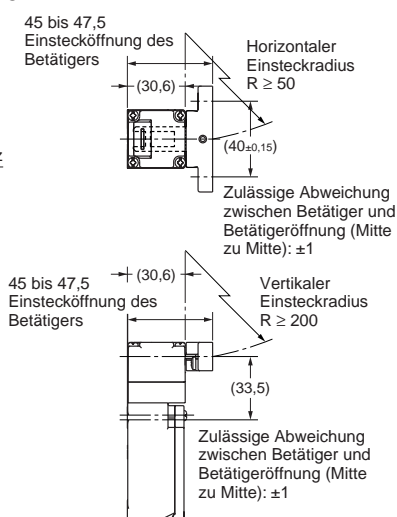 45 bis 47,5
Einstecköffnung des
Betätigers
Horizontaler
Einsteckradius
R ≥ 50
(30,6)
(40±0,15)
Zulässige Abweichung
zwischen Betätiger und
Betätigeröffnung (Mitte
zu Mitte): ±1
45 bis 47,5
Einstecköffnung des
Betätigers
(30,6)
Vertikaler
Einsteckradius
R ≥ 200
(33,5)
Zulässige Abweichung
zwischen Betätiger und
Betätigeröffnung (Mitte
zu Mitte): ±1